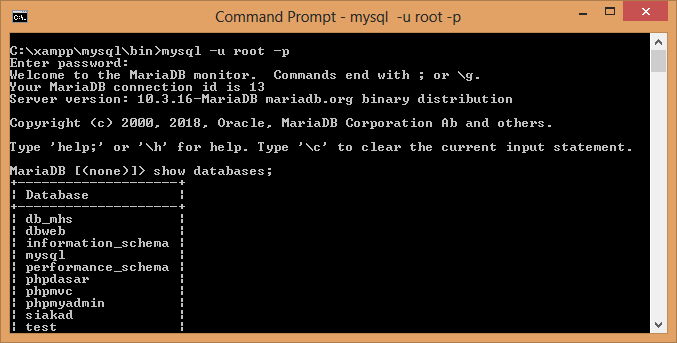 Command Prompt - mysql  -u root -p
C:\xampp\mysql\bin>mysql -u root -p
Enter password:
Welcome to the MariaDB monitor.  Commands end with ; or \g.
Your MariaDB connection id is 13
Server version: 10.3.16-MariaDB mariadb.org binary distribution
Copyright (c) 2000, 2018, Oracle, MariaDB Corporation Ab and others.
Type 'help;' or '\h' for help. Type '\c' to clear the current input statement.
MariaDB [(none)]> show databases;
+--------------------+
| Database           |
+--------------------+
| db_mhs             |
| dbweb              |
| information_schema |
| mysql              |
| performance_schema |
| phpdasar           |
| phpmvc             |
| phpmyadmin         |
| siakad             |
| test               |